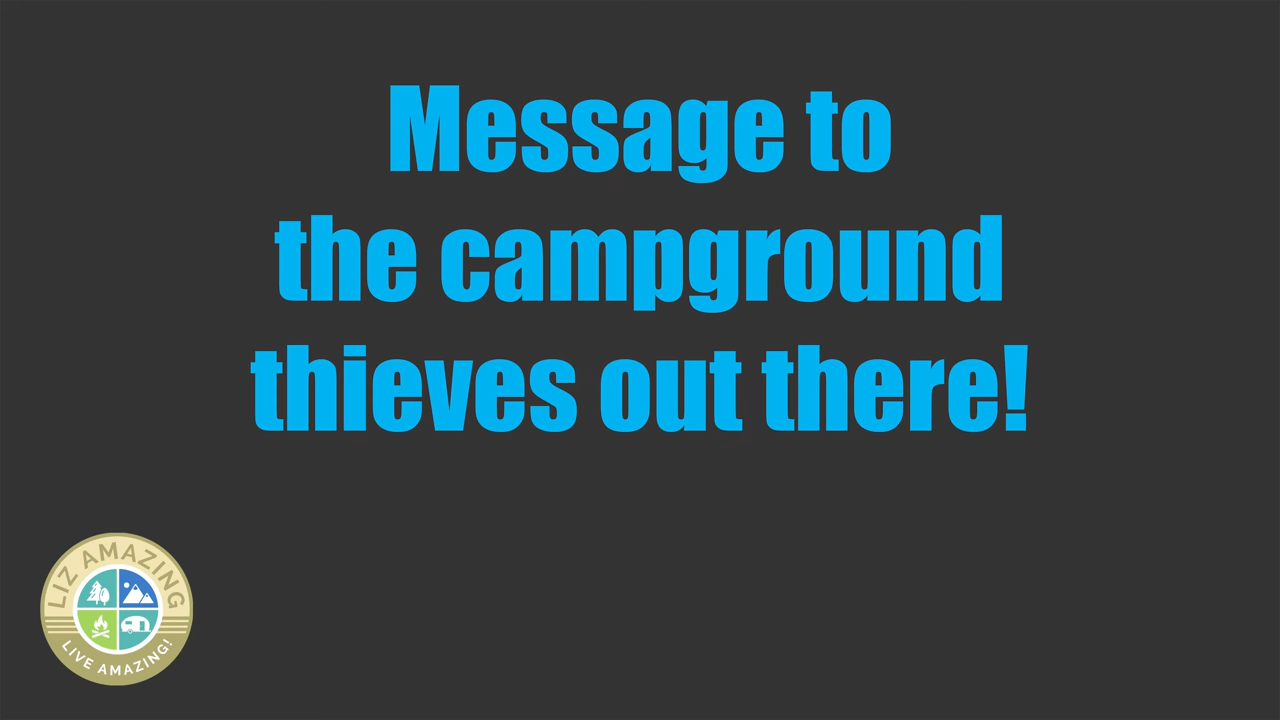 Message to
the campground
thieves out there!
LIZ AMAZING
LIVE AMAZING!